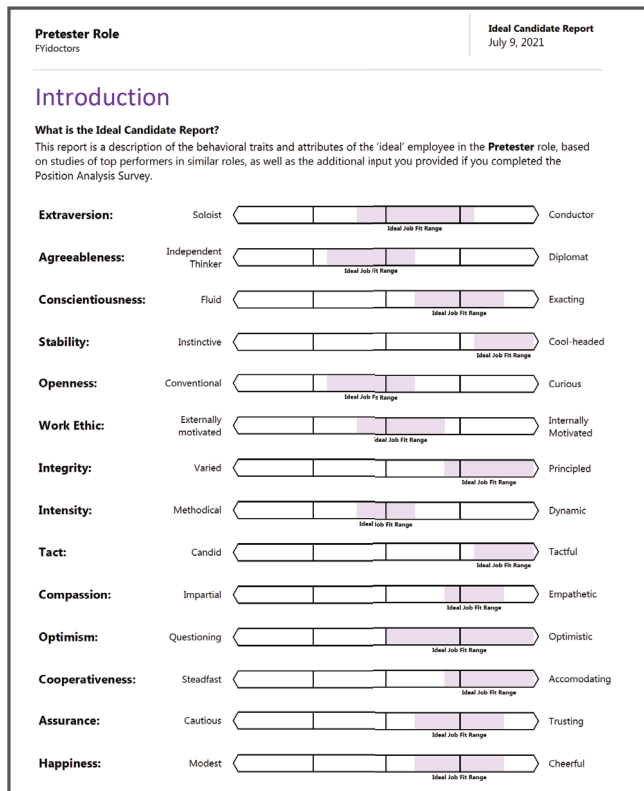 Pretester Role
FYidoctors
Ideal Candidate Report
July 9, 2021
Introduction
What is the Ideal Candidate Report?
This report is a description of the behavioral traits and attributes of the 'ideal' employee in the Pretester role, based
on studies of top performers in similar roles, as well as the additional input you provided if you completed the
Position Analysis Survey.
Extraversion: Soloist Conductor
Ideal Job Fit Range
Agreeableness: Independent Thinker Diplomat
Ideal Job Fit Range
Conscientiousness: Fluid Exacting
Ideal Job Fit Range
Stability: Instinctive Cool-headed
Ideal Job Fit Range
Openness: Conventional Curious
Ideal Job Fit Range
Work Ethic: Externally motivated Internally Motivated
Ideal Job Fit Range
Integrity: Varied Principled
Ideal Job Fit Range
Intensity: Methodical Dynamic
Ideal Job Fit Range
Tact: Candid Tactful
Ideal Job Fit Range
Compassion: Impartial Empathetic
Ideal Job Fit Range
Optimism: Questioning Optimistic
Ideal Job Fit Range
Cooperativeness: Steadfast Accomodating
Ideal Job Fit Range
Assurance: Cautious Trusting
Ideal Job Fit Range
Happiness: Modest Cheerful
Ideal Job Fit Range